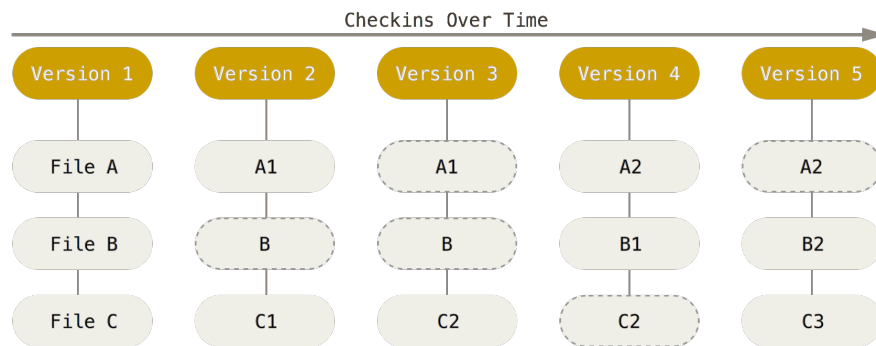 Checkins Over Time
Version 1 Version 2 Version 3 Version 4 Version 5
File A A1 A1 A2 A2
File B B B B1 B2
File C C1 C2 C2 C3